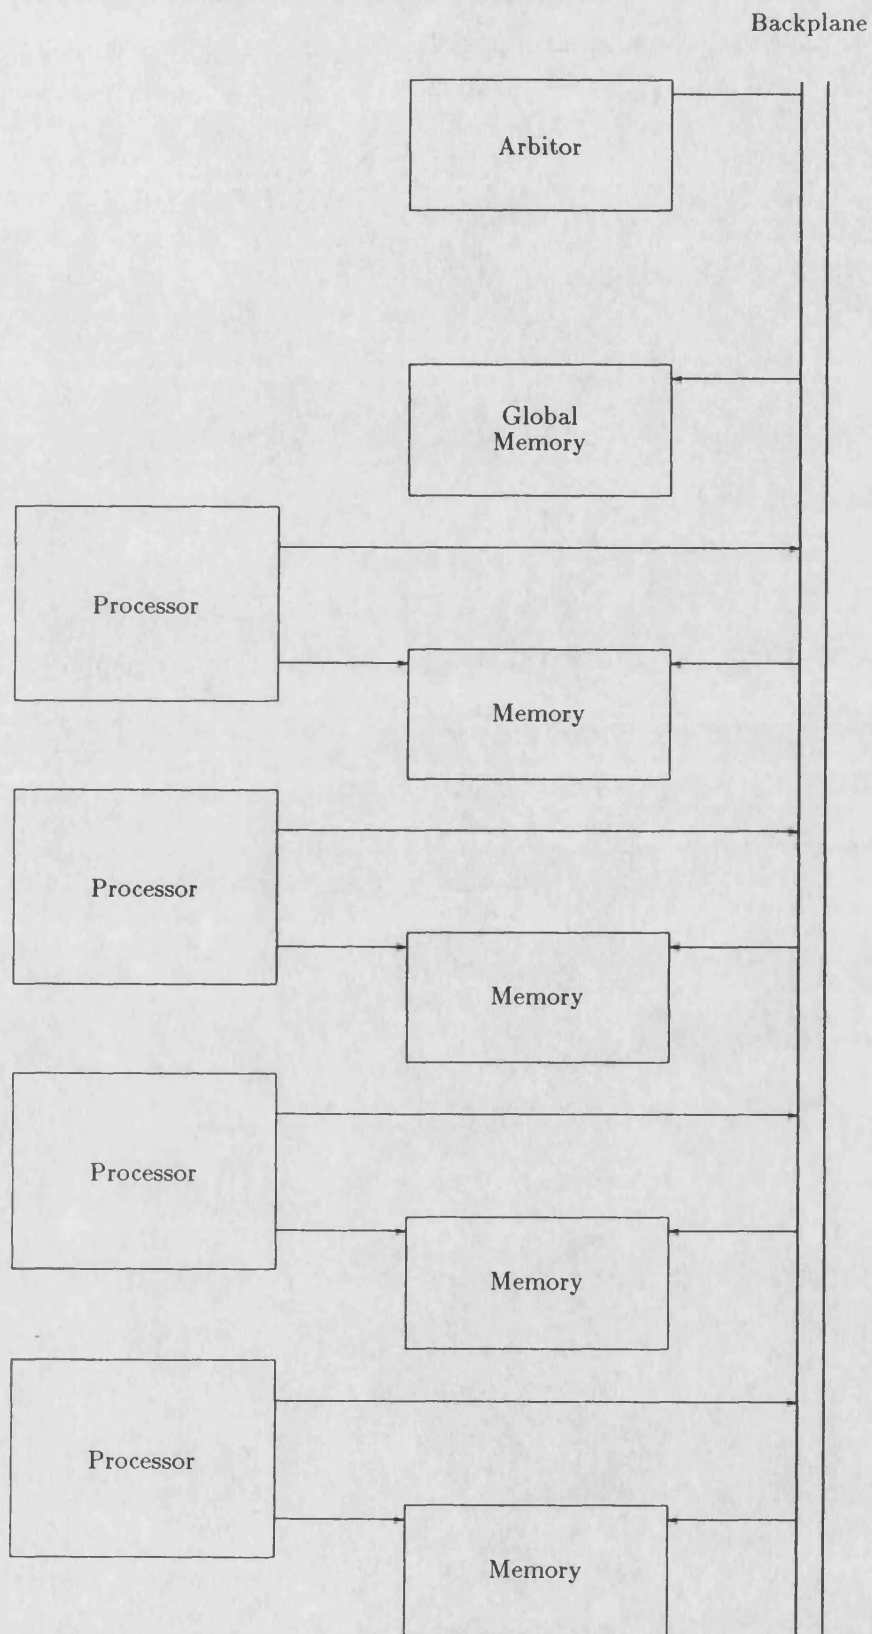 Backplane
Arbitor
Global
Memory
Processor
Memory
Processor
Memory
Processor
Memory
Processor
Memory